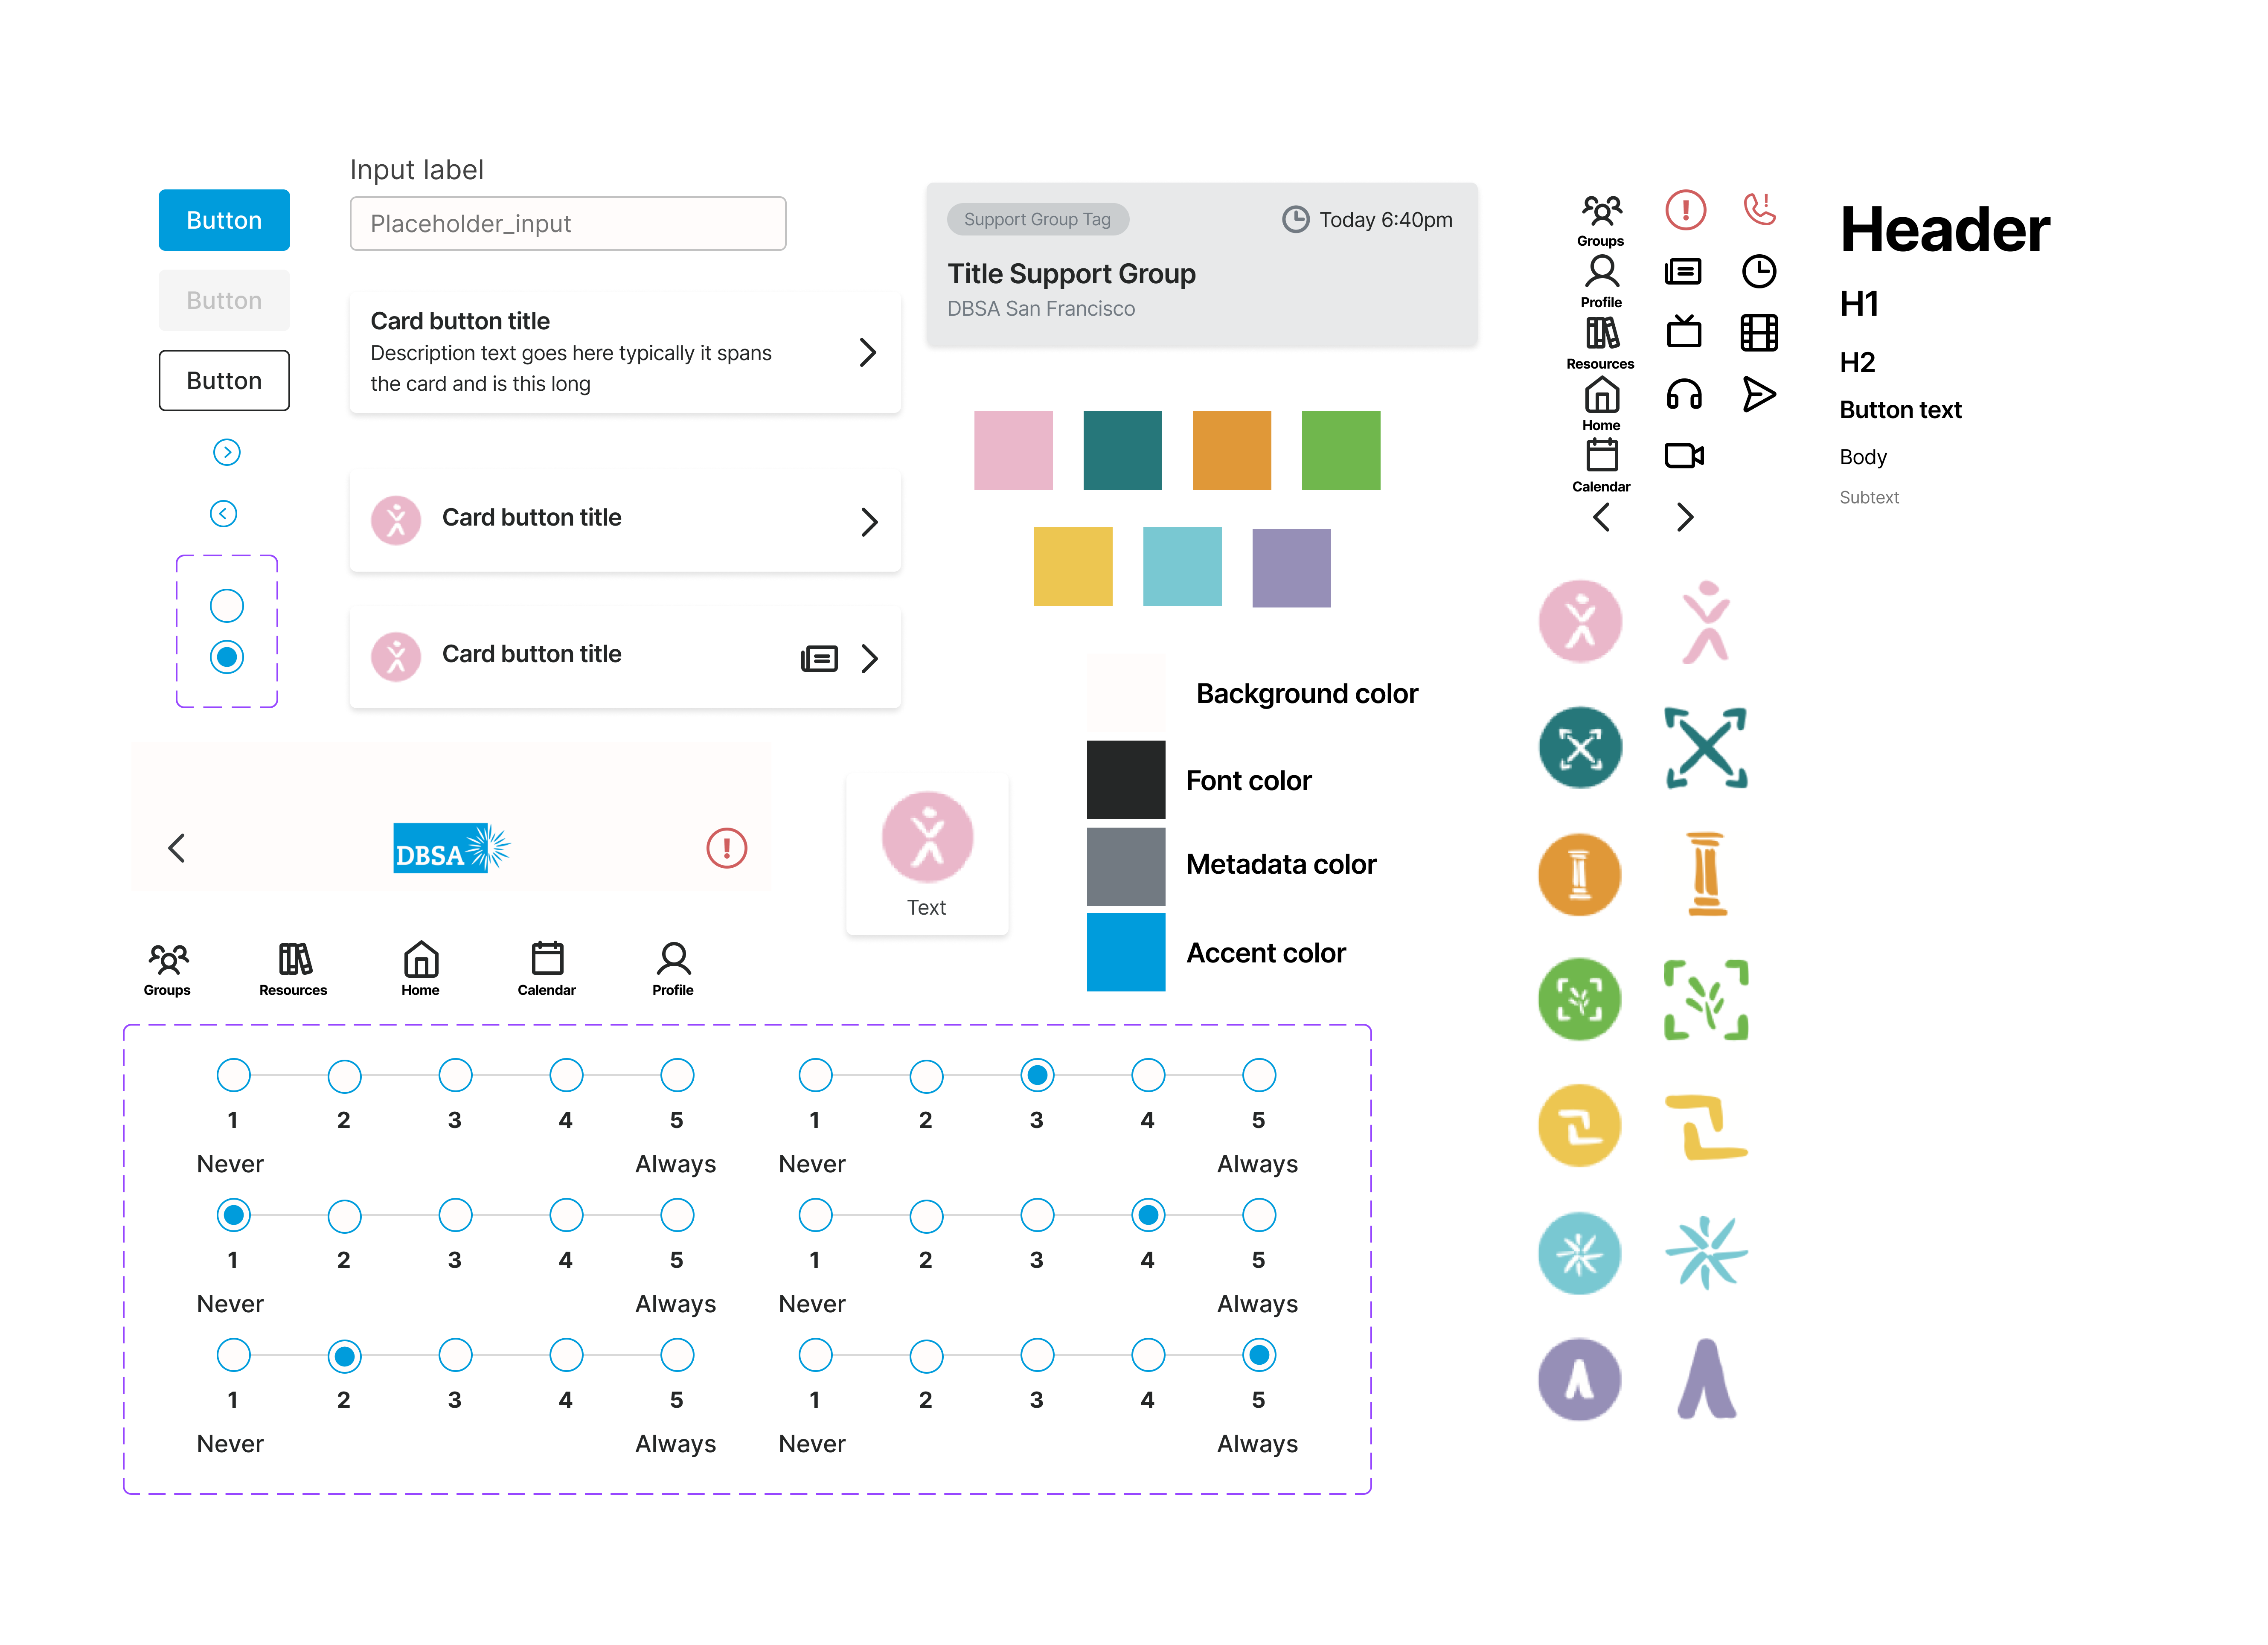 Button
Button
Button
Input label
Placeholder_input
Card button title
Description text goes here typically it spans
the card and is this long
Card button title
Card button title
Support Group Tag
Today 6:40pm
Title Support Group
DBSA San Francisco
Groups
Profile
Resources
Home
Calendar
Header
H1
H2
Button text
Body
Subtext
Background color
Font color
Metadata color
Accent color
DBSA
Text
Groups Resources Home Calendar Profile
1 2 3 4 5
Never Always
1 2 3 4 5
Never Always
1 2 3 4 5
Never Always
1 2 3 4 5
Never Always
1 2 3 4 5
Never Always
1 2 3 4 5
Never Always